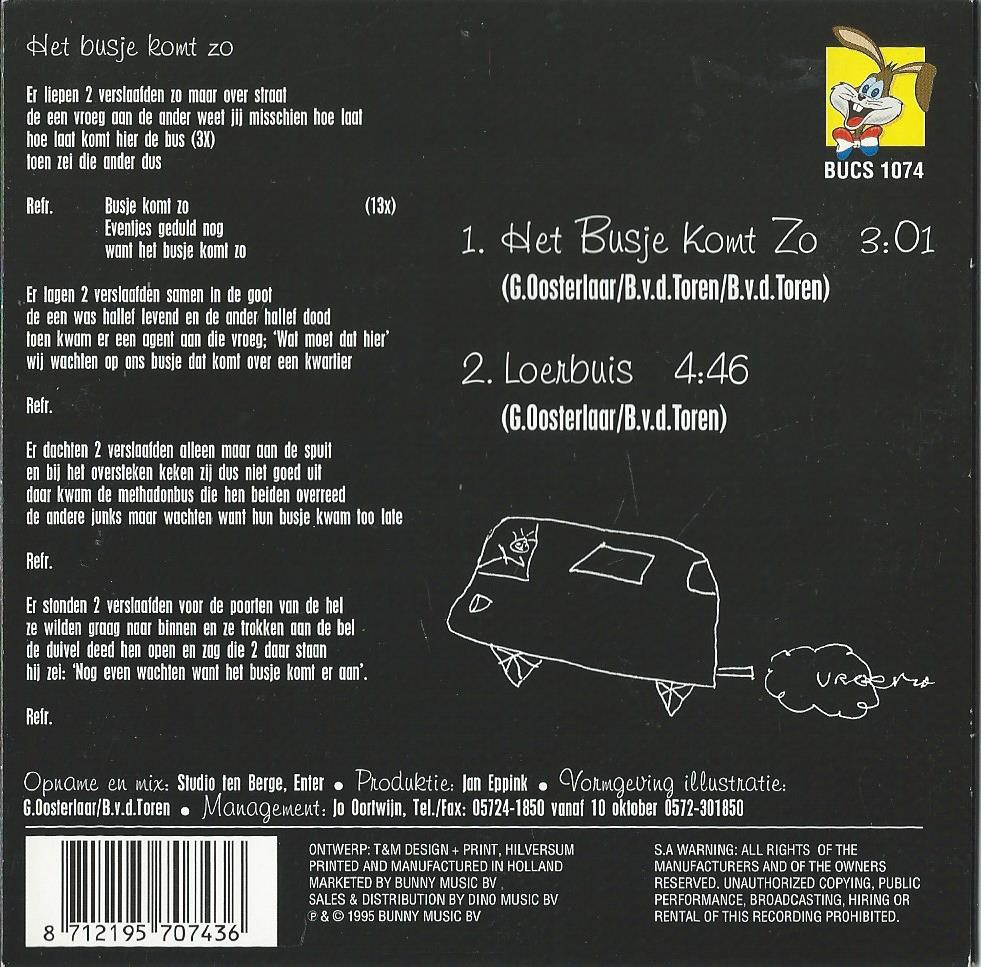 Het busje komt zo
Er liepen 2 verslaafden zo maar over straat
de een vroeg aan de ander weet jij misschien hoe laat
hoe laat komt hier de bus (3X)
toen zei die ander dus
Refr. Busje komt zo (13x)
Eventjes geduld nog
want het busje komt zo
Er lagen 2 verslaafden samen in de goot
de een was hallef levend en de ander hallef dood
toen kwam er een agent aan die vroeg; 'Wat moet dat hier'
wij wachten op ons busje dat komt over een kwartier
Refr.
Er dachten 2 verslaafden alleen maar aan de spuit
en bij het oversteken keken zij dus niet goed uit
daar kwam de methadonbus die hen beiden overreed
de andere junks maar wachten want hun busje kwam too late
Refr.
Er stonden 2 verslaafden voor de poorten van de hel
ze wilden graag naar binnen en ze trokken aan de bel
de duivel deed hen open en zag die 2 daar staan
hij zei: 'Nog even wachten want het busje komt er aan'.
Refr.
BUCS 1074
1. Het Busje Komt Zo 3:01
(G.Oosterlaar/B.v.d.Toren/B.v.d.Toren)
2. Loerbuis 4:46
(G.Oosterlaar/B.v.d.Toren)
Opname en mix: Studio ten Berge, Enter • Produktie: Jan Eppink • Vormgeving illustratie:
G.Oosterlaar/B.v.d.Toren • Management: Jo Oortwijn, Tel./Fax: 05724-1850 vanaf 10 oktober 0572-301850
8 712195 707436
ONTWERP: T&M DESIGN + PRINT, HILVERSUM
PRINTED AND MANUFACTURED IN HOLLAND
MARKETED BY BUNNY MUSIC BV
SALES & DISTRIBUTION BY DINO MUSIC BV
℗ & © 1995 BUNNY MUSIC BV
S.A WARNING: ALL RIGHTS OF THE
MANUFACTURERS AND OF THE OWNERS
RESERVED. UNAUTHORIZED COPYING, PUBLIC
PERFORMANCE, BROADCASTING, HIRING OR
RENTAL OF THIS RECORDING PROHIBITED.